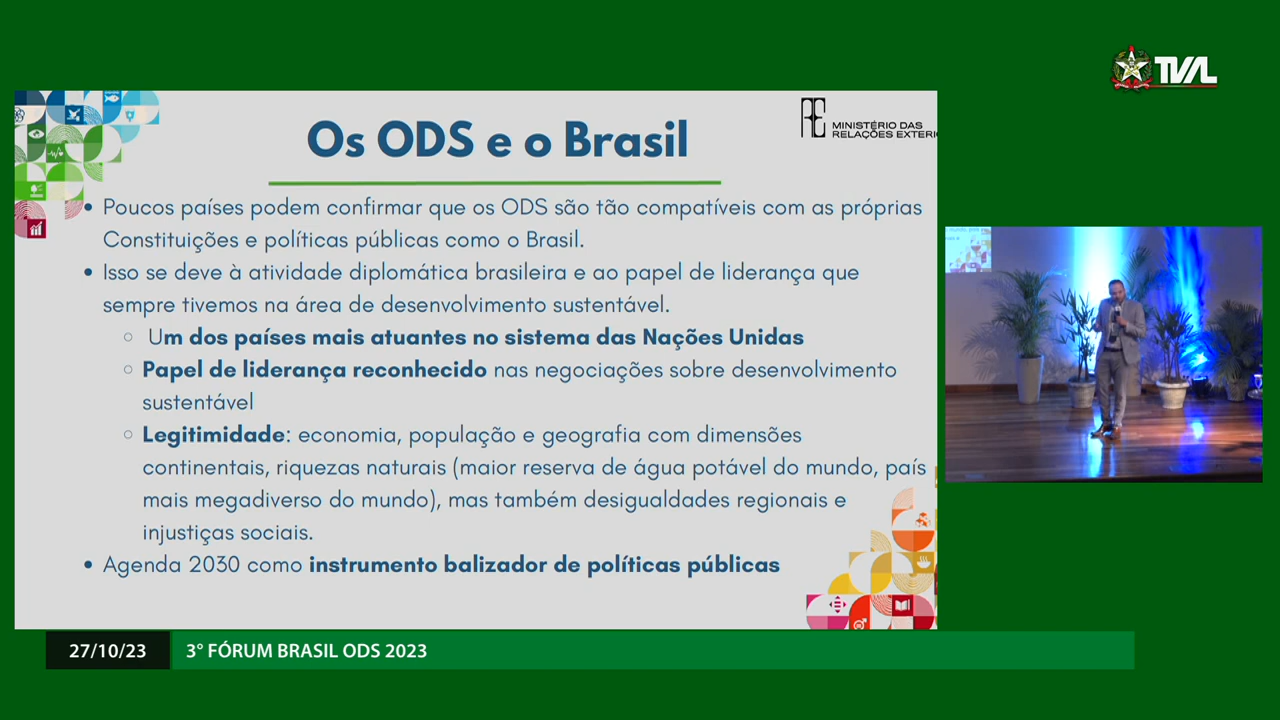 TVAL
Os ODS e o Brasil
MINISTÉRIO DAS
RELAÇÕES EXTERI
• Poucos países podem confirmar que os ODS são tão compatíveis com as próprias
Constituições e políticas públicas como o Brasil.
• Isso se deve à atividade diplomática brasileira e ao papel de liderança que
sempre tivemos na área de desenvolvimento sustentável.
○ Um dos países mais atuantes no sistema das Nações Unidas
○ Papel de liderança reconhecido nas negociações sobre desenvolvimento
sustentável
○ Legitimidade: economia, população e geografia com dimensões
continentais, riquezas naturais (maior reserva de água potável do mundo, país
mais megadiverso do mundo), mas também desigualdades regionais e
injustiças sociais.
• Agenda 2030 como instrumento balizador de políticas públicas
27/10/23
3° FÓRUM BRASIL ODS 2023